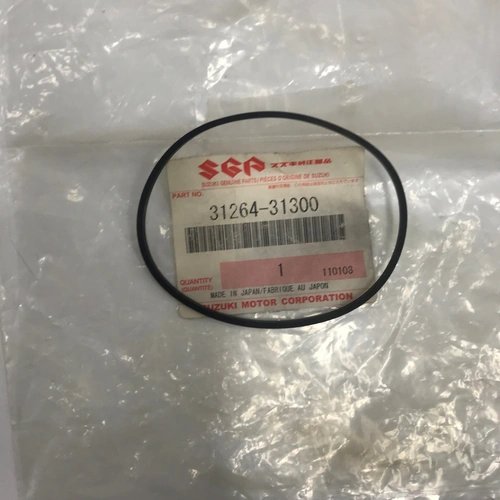 SGP スズキ純正部品
SUZUKI GENUINE PARTS/PIECES D'ORIGINE DE SUZUKI
PART NO.
31264-31300
QUANTITY
(QUANTITÉ)
1
110103
MADE IN JAPAN/FABRIQUE AU JAPON
SUZUKI MOTOR CORPORATION